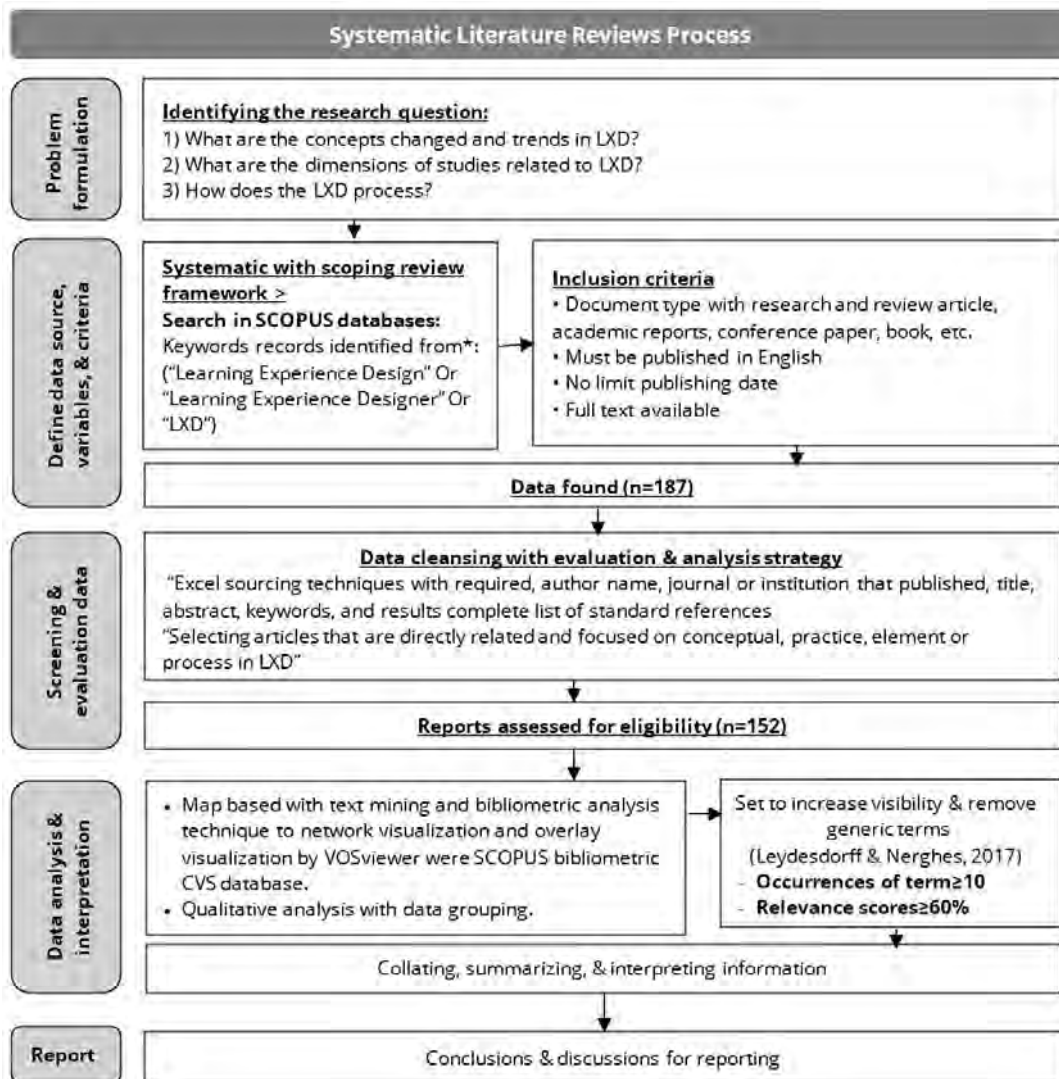 Systematic Literature Reviews Process
Problem
formulation
Identifying the research question:
1) What are the concepts changed and trends in LXD?
2) What are the dimensions of studies related to LXD?
3) How does the LXD process?
Define data source,
variables, & criteria
Systematic with scoping review
framework >
Search in SCOPUS databases:
Keywords records identified from*:
(“Learning Experience Design” Or
“Learning Experience Designer” Or
“LXD”)
Inclusion criteria
• Document type with research and review article,
academic reports, conference paper, book, etc.
• Must be published in English
• No limit publishing date
• Full text available
Data found (n=187)
Screening &
evaluation data
Data cleansing with evaluation & analysis strategy
“Excel sourcing techniques with required, author name, journal or institution that published, title,
abstract, keywords, and results complete list of standard references
“Selecting articles that are directly related and focused on conceptual, practice, element or
process in LXD”
Reports assessed for eligibility (n=152)
Data analysis &
interpretation
• Map based with text mining and bibliometric analysis
technique to network visualization and overlay
visualization by VOSviewer were SCOPUS bibliometric
CVS database.
• Qualitative analysis with data grouping.
Set to increase visibility & remove
generic terms
(Leydesdorff & Nerghes, 2017)
- Occurrences of term≥10
- Relevance scores≥60%
Collating, summarizing, & interpreting information
Report
Conclusions & discussions for reporting